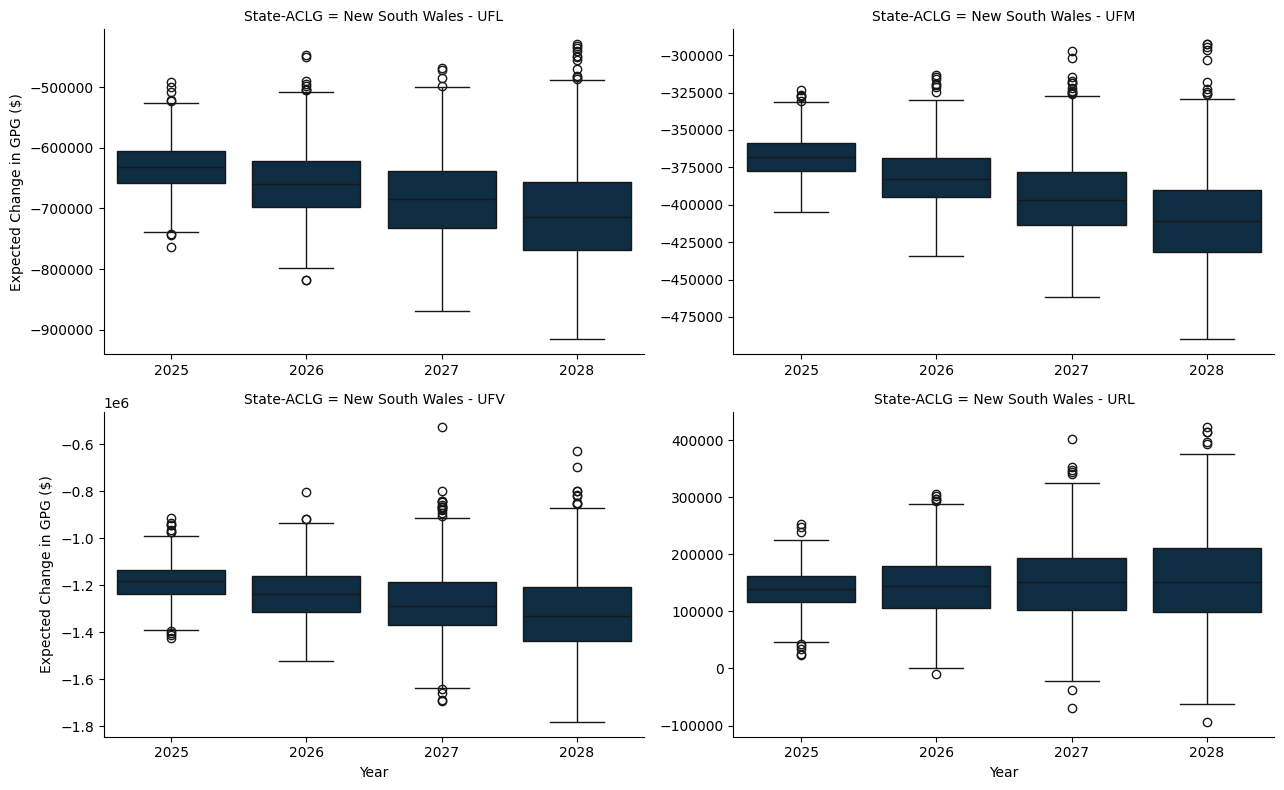 State-ACLG = New South Wales - UFL
Expected Change in GPG ($)
−500000
−600000
−700000
−800000
−900000
2025 2026 2027 2028
State-ACLG = New South Wales - UFM
−300000
−325000
−350000
−375000
−400000
−425000
−450000
−475000
2025 2026 2027 2028
State-ACLG = New South Wales - UFV
1e6
Expected Change in GPG ($)
−0.6
−0.8
−1.0
−1.2
−1.4
−1.6
−1.8
2025 2026 2027 2028
Year
State-ACLG = New South Wales - URL
400000
300000
200000
100000
0
−100000
2025 2026 2027 2028
Year